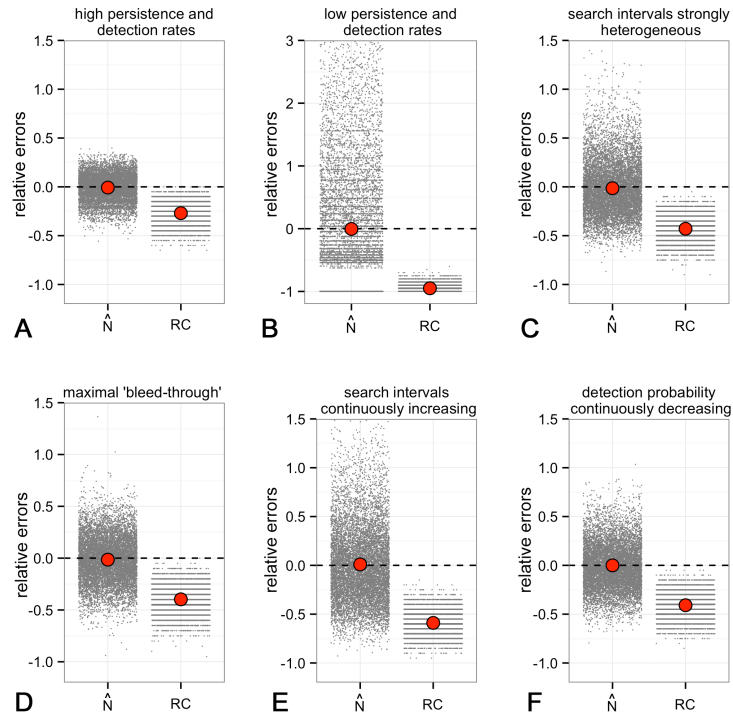 high persistence and
detection rates
low persistence and
detection rates
search intervals strongly
heterogeneous
1.5
1.0
0.5
0.0
-0.5
-1.0
relative errors
N̂
RC
A
3
2
1
0
-1
relative errors
N̂
RC
B
1.5
1.0
0.5
0.0
-0.5
-1.0
relative errors
N̂
RC
C
maximal 'bleed-through'
search intervals
continuously increasing
detection probability
continuously decreasing
1.5
1.0
0.5
0.0
-0.5
-1.0
relative errors
N̂
RC
D
1.5
1.0
0.5
0.0
-0.5
-1.0
relative errors
N̂
RC
E
1.5
1.0
0.5
0.0
-0.5
-1.0
relative errors
N̂
RC
F